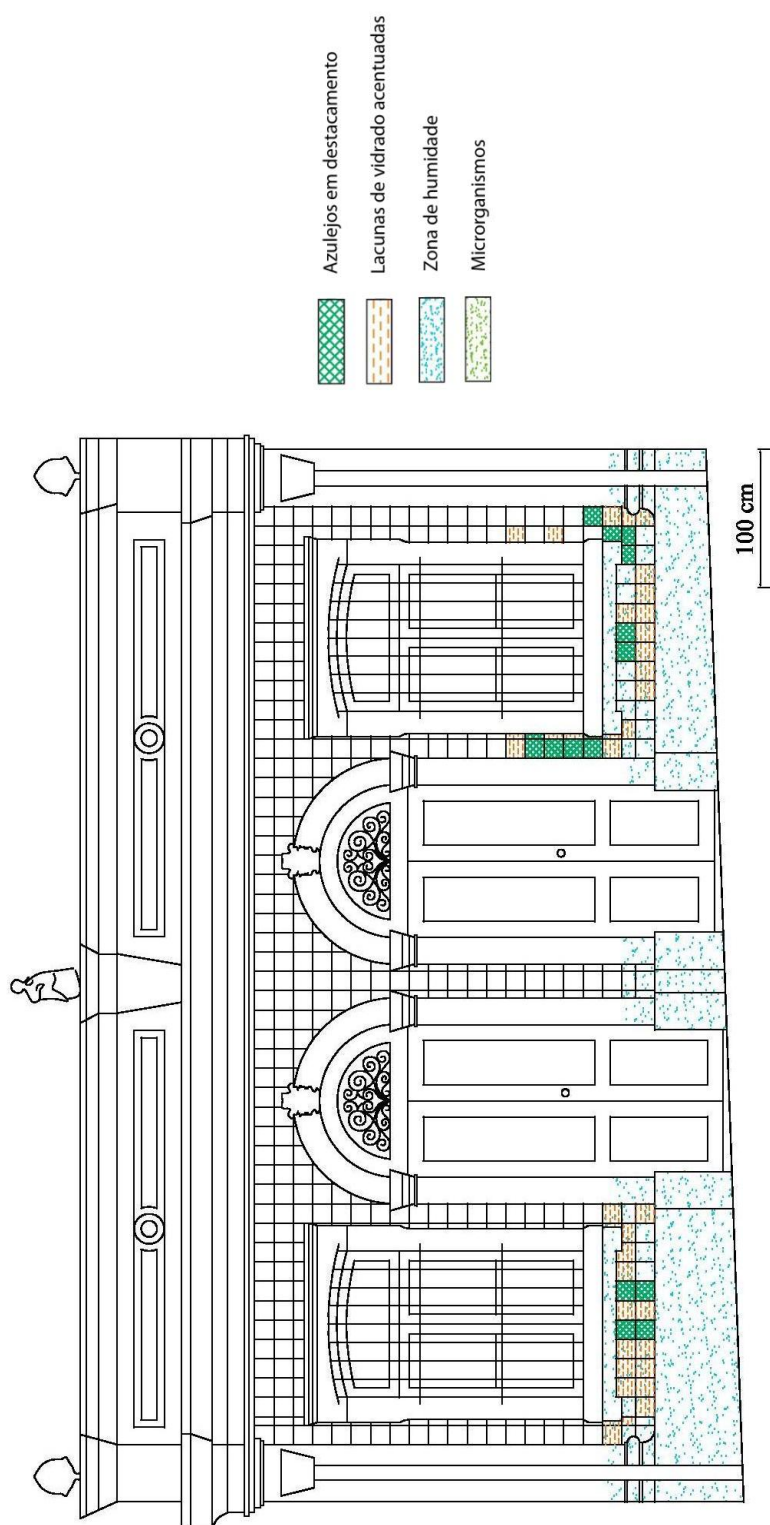 Azulejos em destacamento
Lacunas de vidrado acentuadas
Zona de humidade
Microrganismos
100 cm